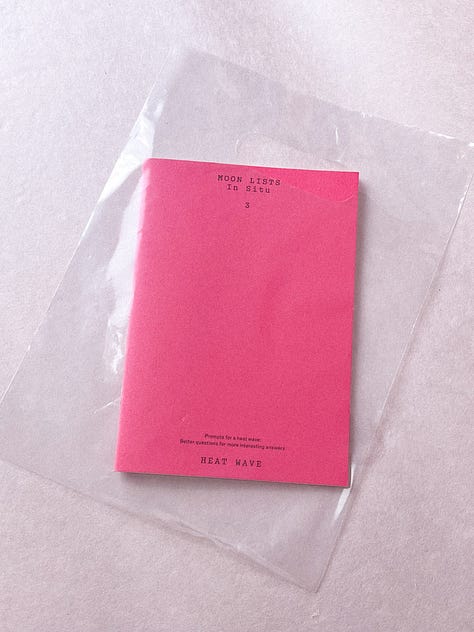 MOON LISTS
In Situ
3
Prompts for a heat wave:
Better questions for more interesting answers
HEAT WAVE